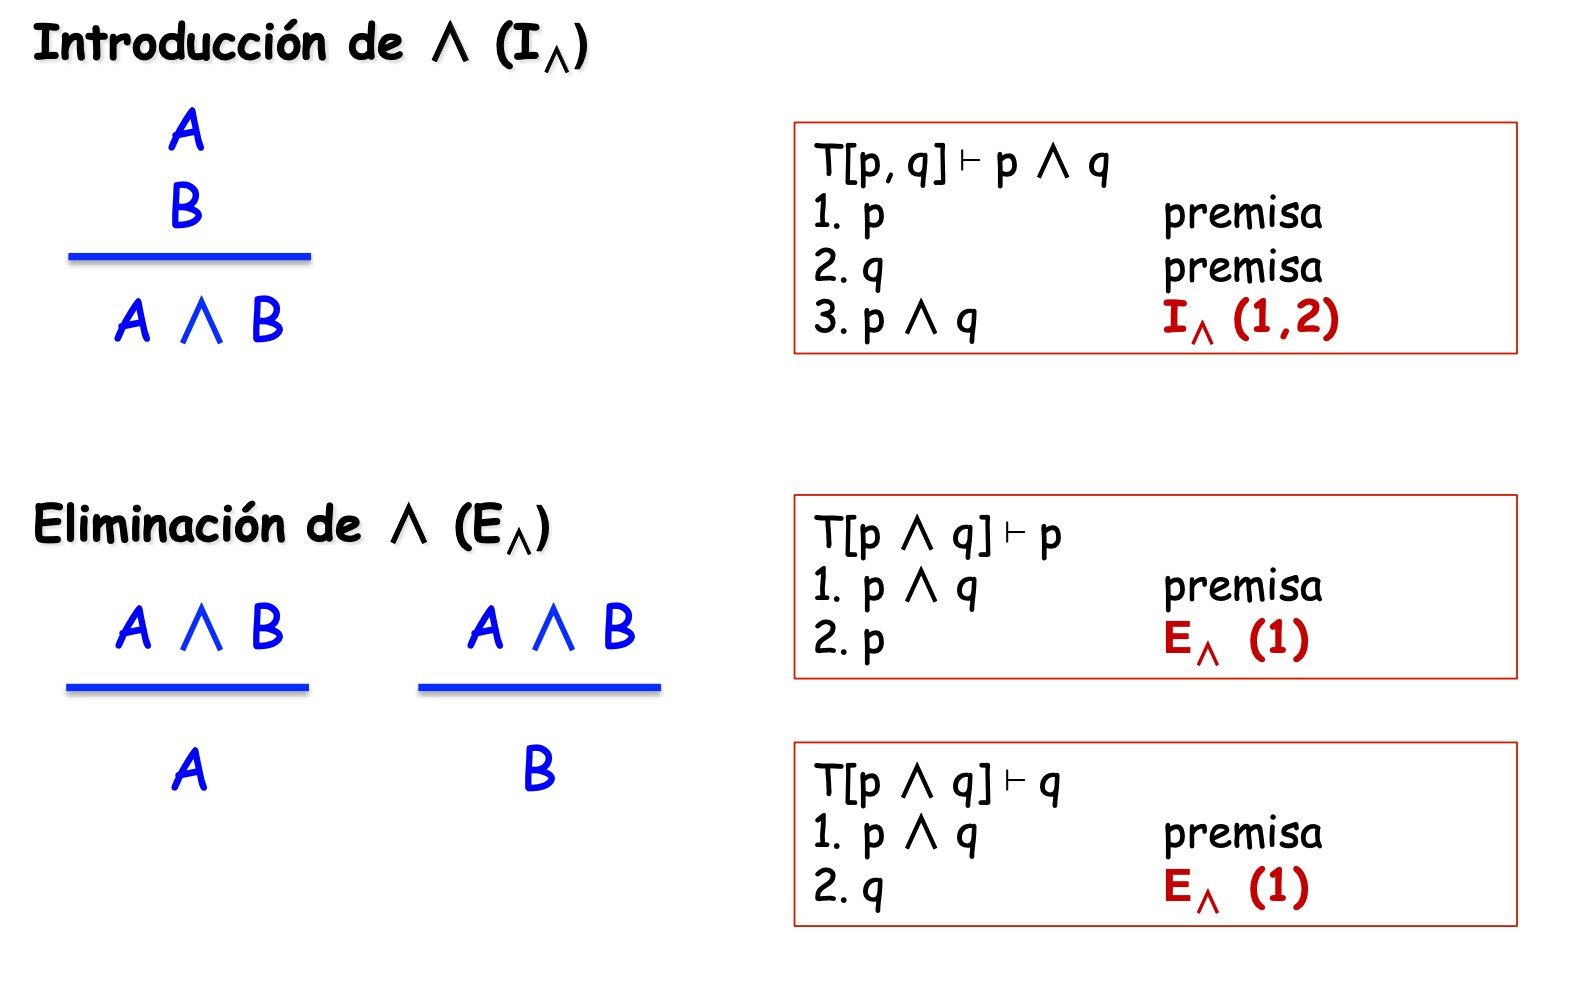 Introducción de ∧ (I∧)
A
B
A ∧ B
T[p, q] ⊢ p ∧ q
1. p premisa
2. q premisa
3. p ∧ q I∧ (1,2)
Eliminación de ∧ (E∧)
A ∧ B
A
A ∧ B
B
T[p ∧ q] ⊢ p
1. p ∧ q premisa
2. p E∧ (1)
T[p ∧ q] ⊢ q
1. p ∧ q premisa
2. q E∧ (1)